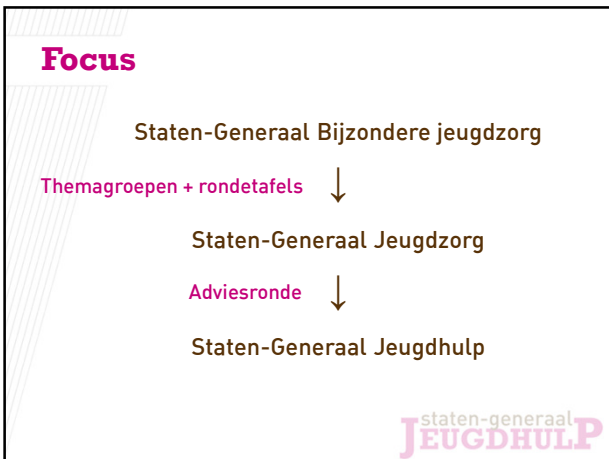 Focus
Staten-Generaal Bijzondere jeugdzorg
Themagroepen + rondetafels ↓
Staten-Generaal Jeugdzorg
Adviesronde ↓
Staten-Generaal Jeugdhulp
staten-generaal
JEUGDHULP